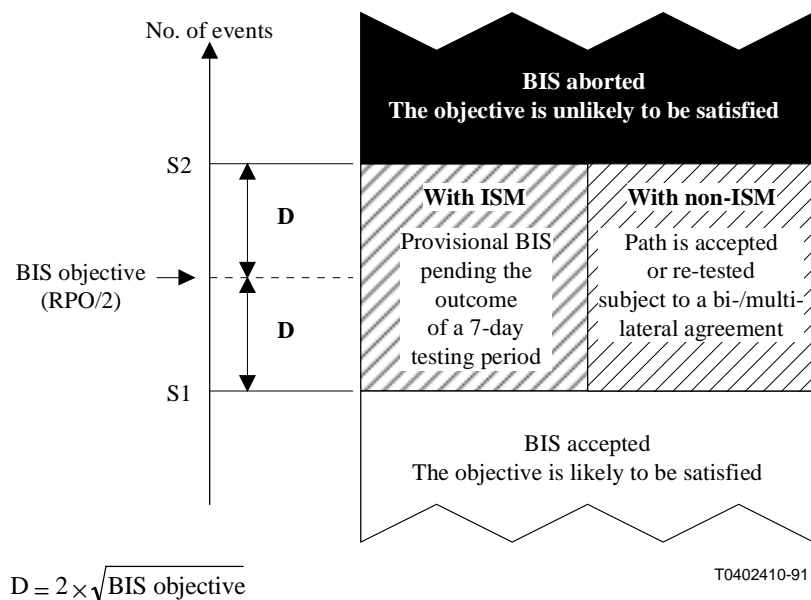 No. of events
BIS aborted
The objective is unlikely to be satisfied
S2
With ISM
With non-ISM
D
Provisional BIS
pending the
outcome
of a 7-day
testing period
Path is accepted
or re-tested
subject to a bi-/multi-
lateral agreement
BIS objective
(RPO/2)
D
S1
BIS accepted
The objective is likely to be satisfied
D = 2 × √BIS objective
T0402410-91